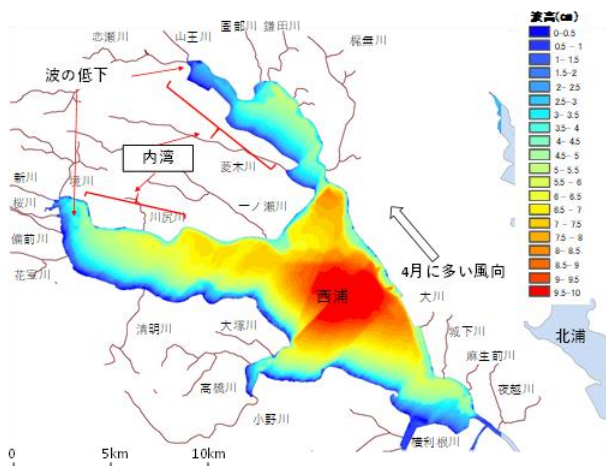 恋瀬川
山王川
園部川
鎌田川
梶無川
波の低下
内湾
菱木川
新川
境川
桜川
川尻川
一ノ瀬川
備前川
花室川
4月に多い風向
西浦
大川
清明川
大塚川
城下川
北浦
麻生前川
高橋川
夜越川
小野川
横利根川
0
5km
10km
波高(㎝)
0-0.5
0.5 - 1
1- 1.5
1.5-2
2- 2.5
2.5-3
3- 3.5
3.5- 4
4- 4.5
4.5- 5
5- 5.5
5.5 - 6
6- 6.5
6.5- 7
7 - 7.5
7.5- 8
8- 8.5
8.5- 9
9- 9.5
9.5-10